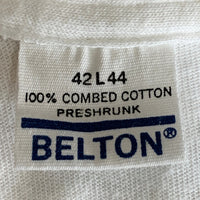 42 L 44
100% COMBED COTTON
PRESHRUNK
BELTON®